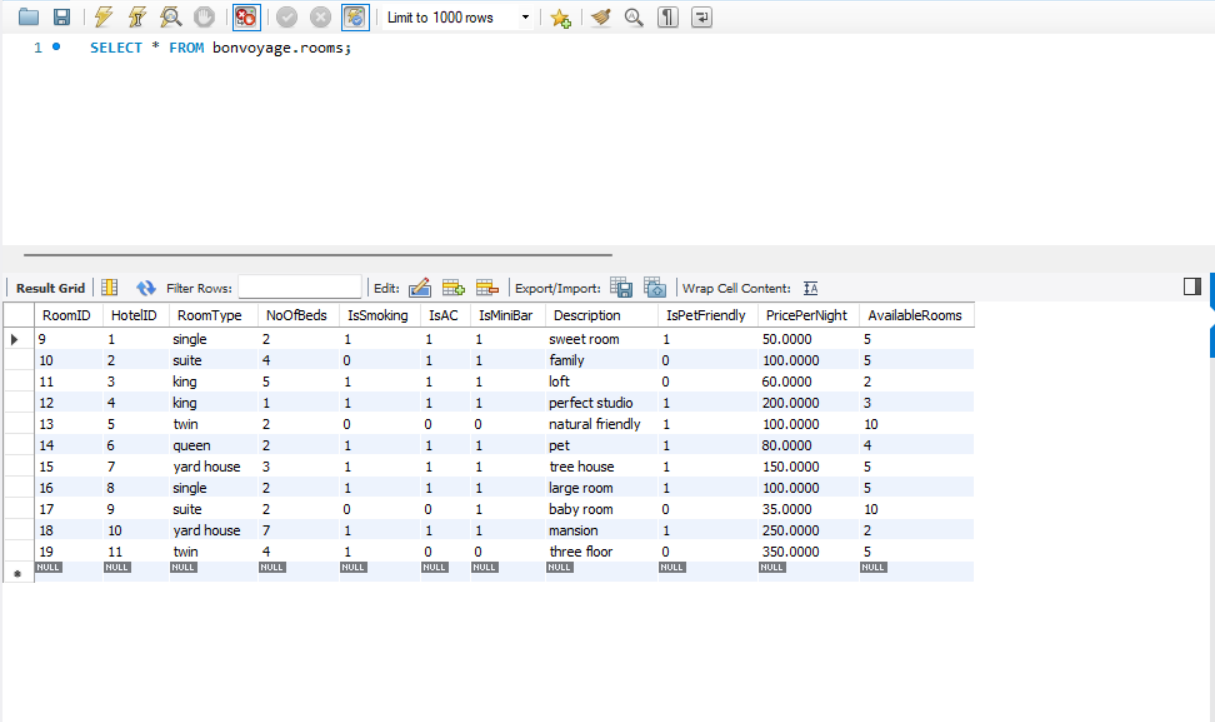 Limit to 1000 rows
1 SELECT * FROM bonvoyage.rooms;
Result Grid Filter Rows: Edit: Export/Import: Wrap Cell Content:
RoomID HotelID RoomType NoOfBeds IsSmoking IsAC IsMiniBar Description IsPetFriendly PricePerNight AvailableRooms
9 1 single 2 1 1 1 sweet room 1 50.0000 5
10 2 suite 4 0 1 1 family 0 100.0000 5
11 3 king 5 1 1 1 loft 0 60.0000 2
12 4 king 1 1 1 1 perfect studio 1 200.0000 3
13 5 twin 2 0 0 0 natural friendly 1 100.0000 10
14 6 queen 2 1 1 1 pet 1 80.0000 4
15 7 yard house 3 1 1 1 tree house 1 150.0000 5
16 8 single 2 1 1 1 large room 1 100.0000 5
17 9 suite 2 0 0 1 baby room 0 35.0000 10
18 10 yard house 7 1 1 1 mansion 1 250.0000 2
19 11 twin 4 1 0 0 three floor 0 350.0000 5
NULL NULL NULL NULL NULL NULL NULL NULL NULL NULL NULL